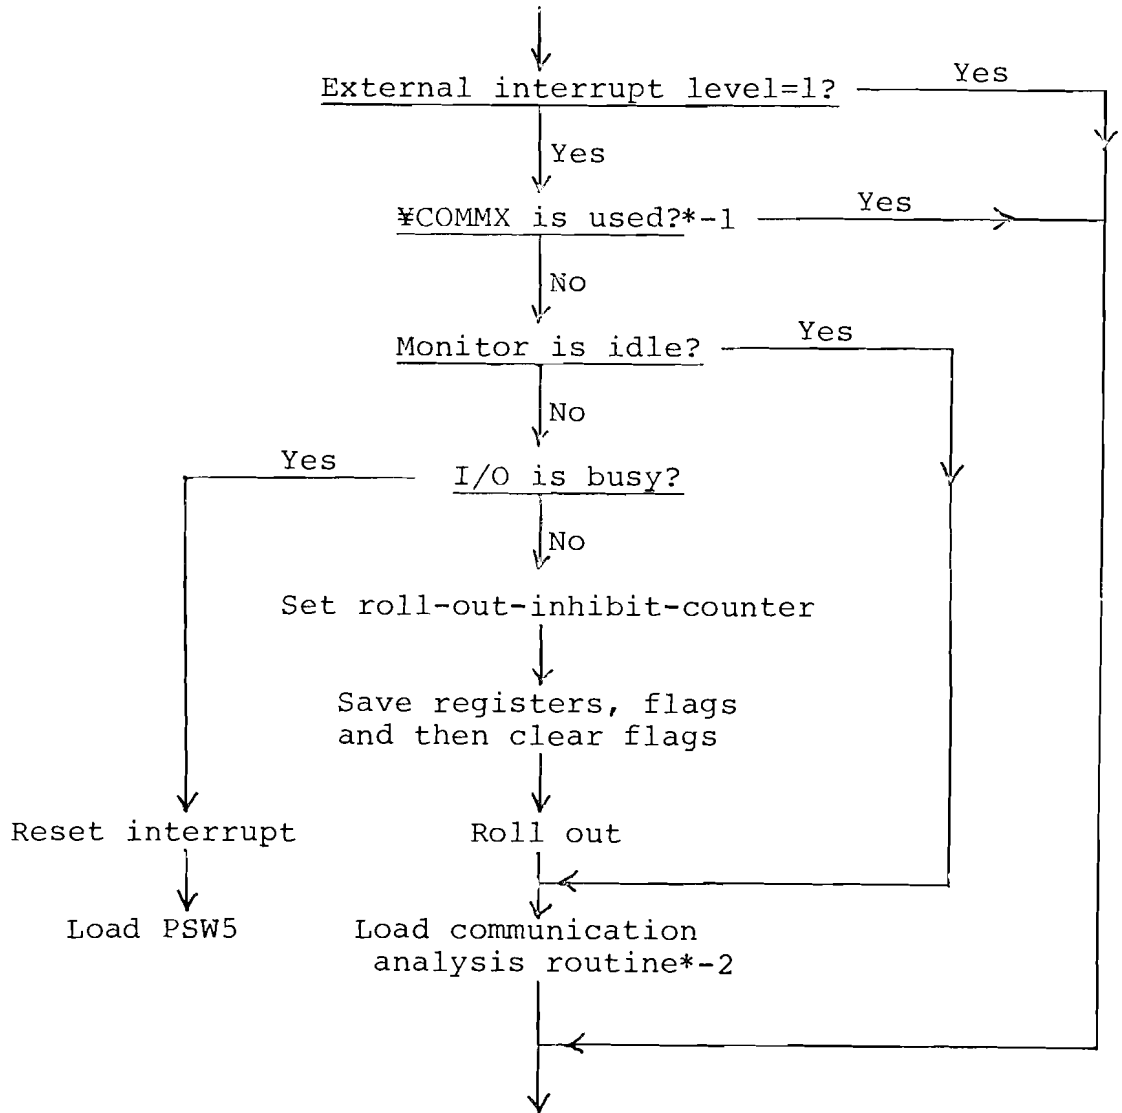 External interrupt level=1? Yes
Yes
¥COMMX is used?*-1 Yes
No
Monitor is idle? Yes
No
Yes I/O is busy?
No
Set roll-out-inhibit-counter
Save registers, flags
and then clear flags
Reset interrupt Roll out
Load PSW5 Load communication
analysis routine*-2